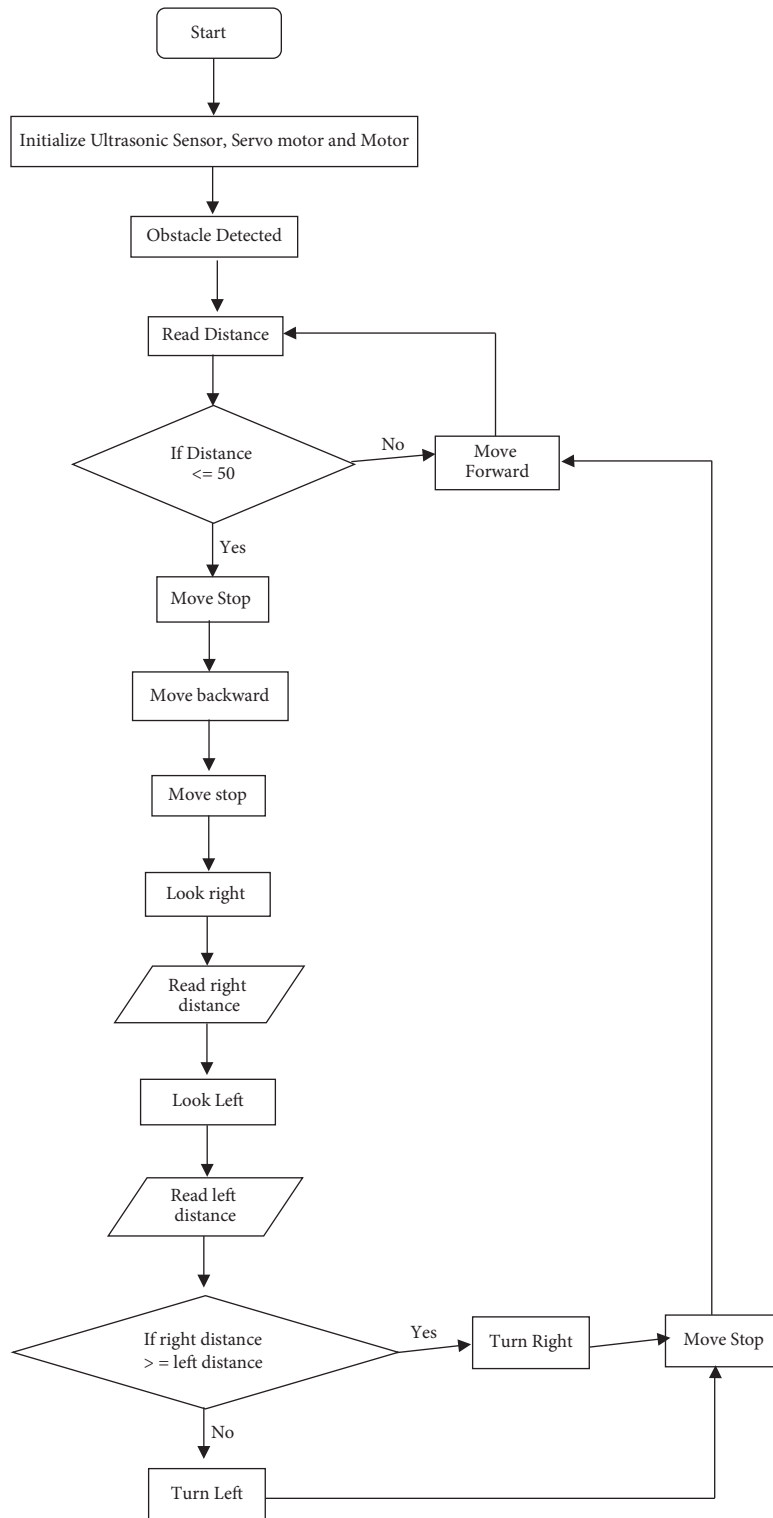 Start
Initialize Ultrasonic Sensor, Servo motor and Motor
Obstacle Detected
Read Distance
If Distance
<= 50
No
Move
Forward
Yes
Move Stop
Move backward
Move stop
Look right
Read right
distance
Look Left
Read left
distance
If right distance
> = left distance
Yes
Turn Right
Move Stop
No
Turn Left